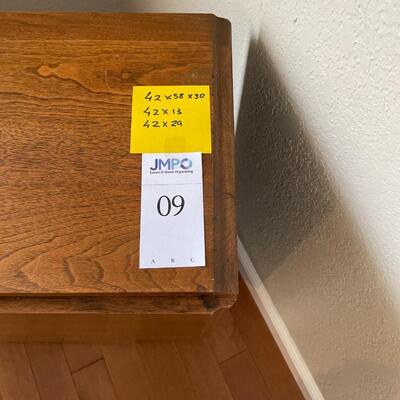 42 x 58 x 30
42 x 13
42 x 29
JMPO
Estate & Home Organizing
09
A B C